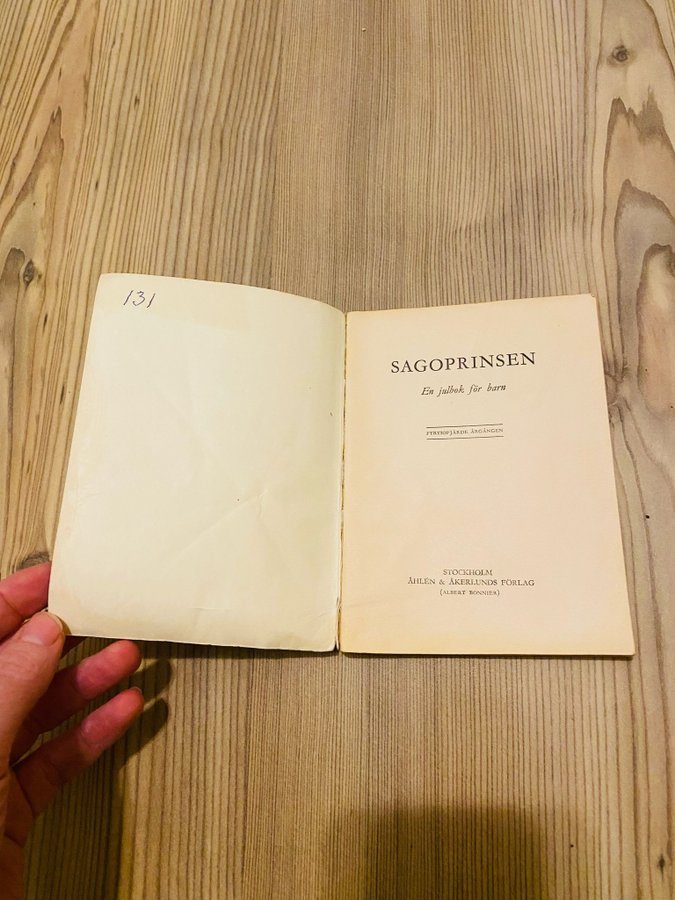 131
SAGOPRINSEN
En julbok för barn
FYRTIOFJÄRDE ÅRGÅNGEN
STOCKHOLM
ÅHLÉN & ÅKERLUNDS FÖRLAG
(ALBERT BONNIER)